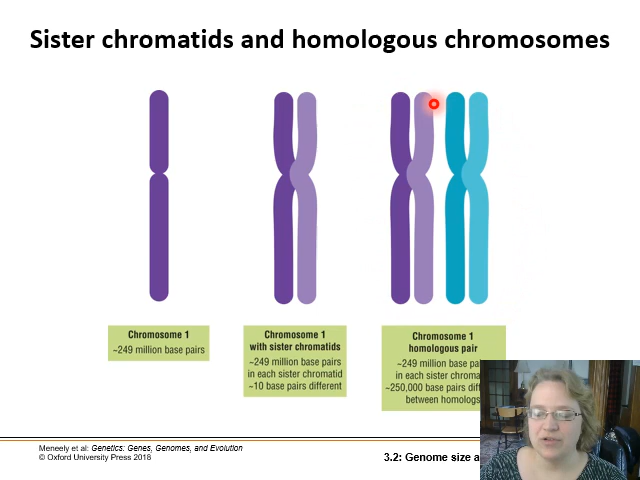 Sister chromatids and homologous chromosomes
Chromosome 1
~249 million base pairs
Chromosome 1
with sister chromatids
~249 million base pairs
in each sister chromatid
~10 base pairs different
Chromosome 1
homologous pair
~249 million base
in each sister
~250,000 base pairs
between homologs
Meneely et al: Genetics: Genes, Genomes, and Evolution
© Oxford University Press 2018
3.2: Genome size